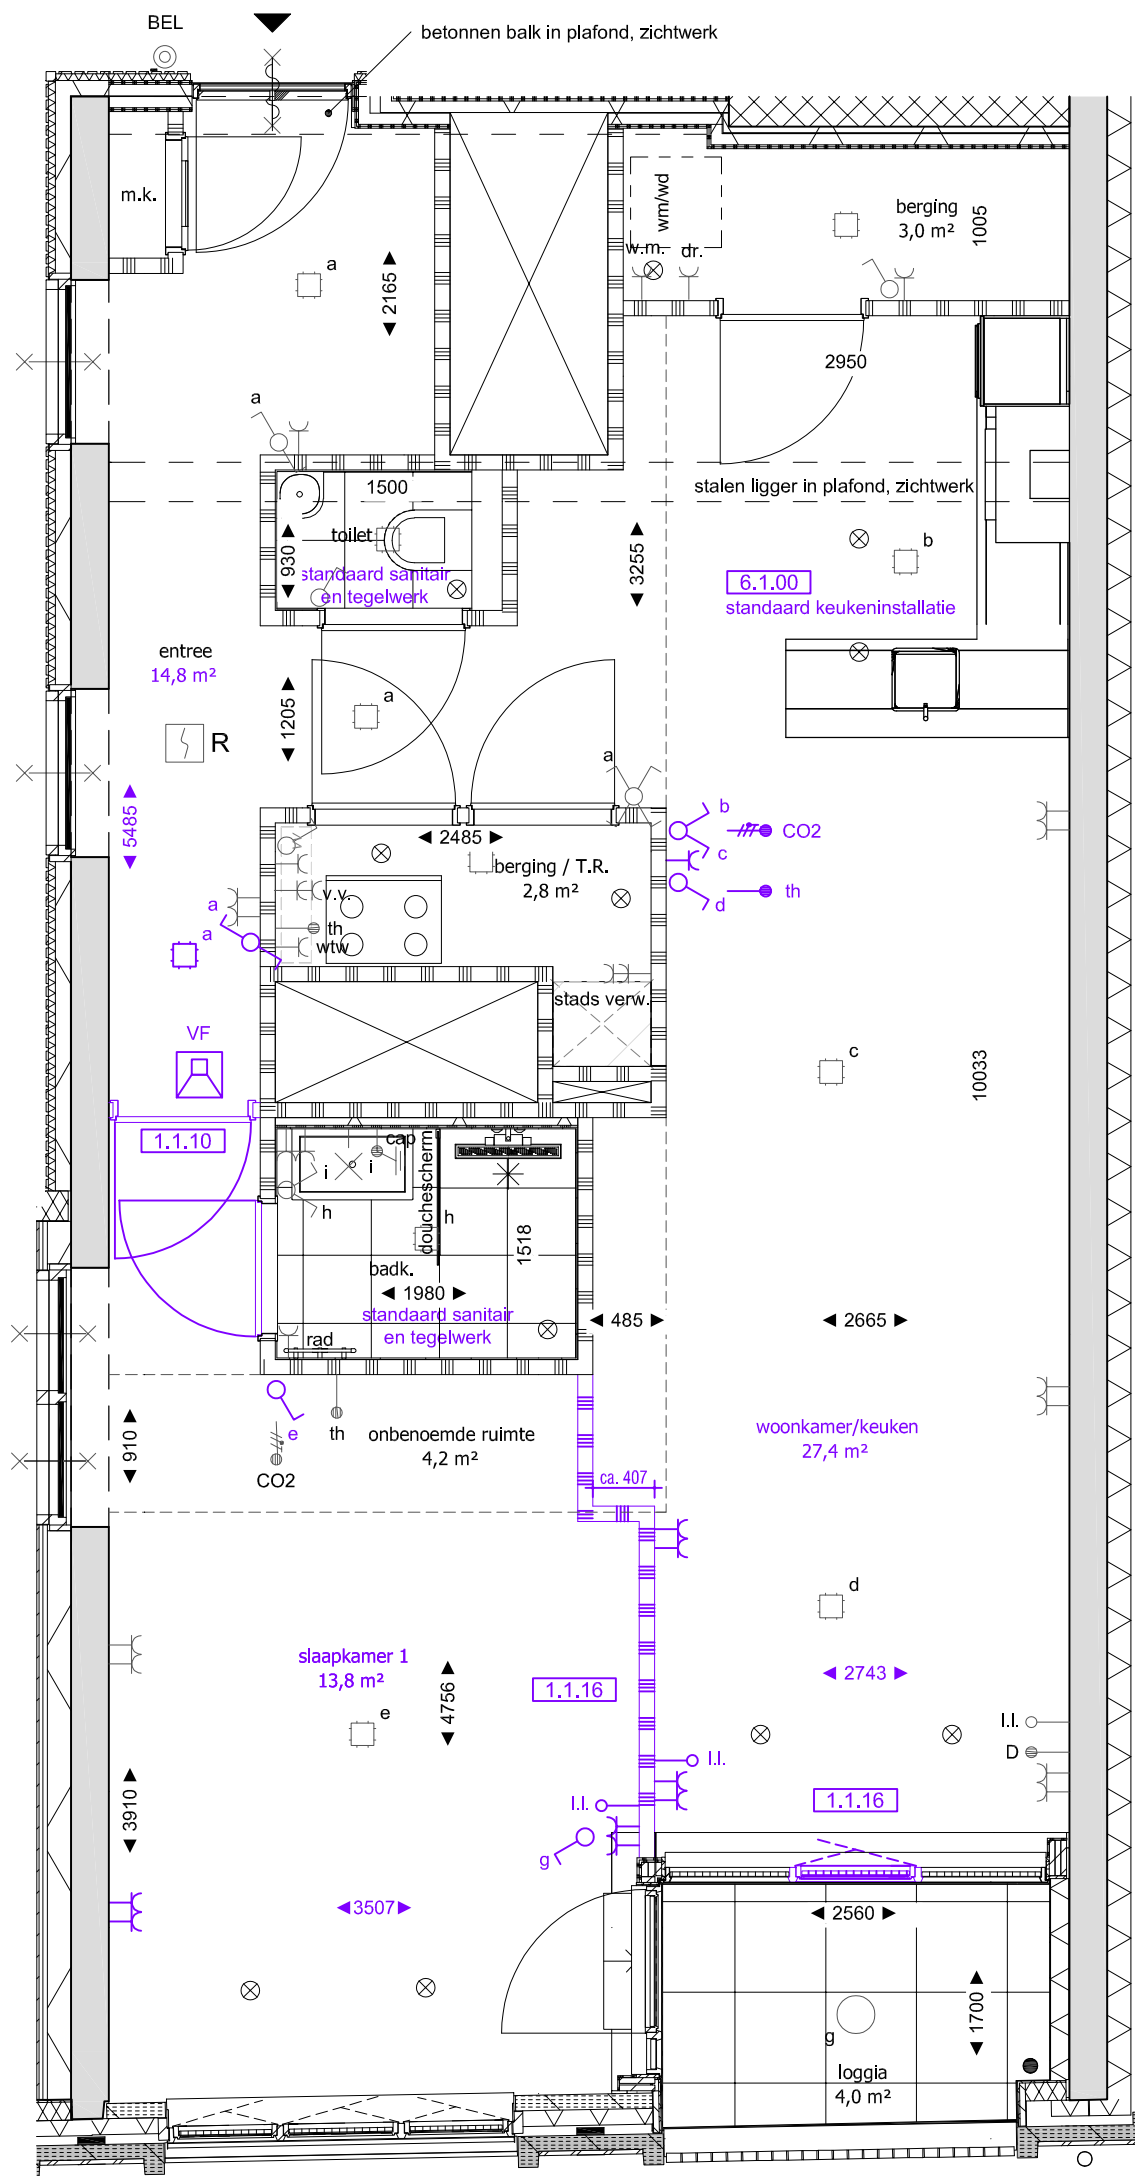 BEL
betonnen balk in plafond, zichtwerk
m.k.
wm/wd
berging
3,0 m²
1005
w.m.
dr.
a
2165
2950
a
1500
stalen ligger in plafond, zichtwerk
toilet
930
standaard sanitair
en tegelwerk
3255
b
6.1.00
standaard keukeninstallatie
entree
14,8 m²
a
1205
R
a
5485
b
CO2
c
2485
berging / T.R.
2,8 m²
d
th
v.v.
a
a
th
wtw
stads verw.
VF
c
10033
1.1.10
cap
i
i
douchescherm
h
h
1518
badk.
1980
standaard sanitair
en tegelwerk
485
2665
rad
e
th
910
onbenoemde ruimte
4,2 m²
CO2
woonkamer/keuken
27,4 m²
ca. 407
d
slaapkamer 1
13,8 m²
4756
1.1.16
2743
e
l.l.
D
l.l.
3910
l.l.
1.1.16
g
3507
2560
1700
g
loggia
4,0 m²